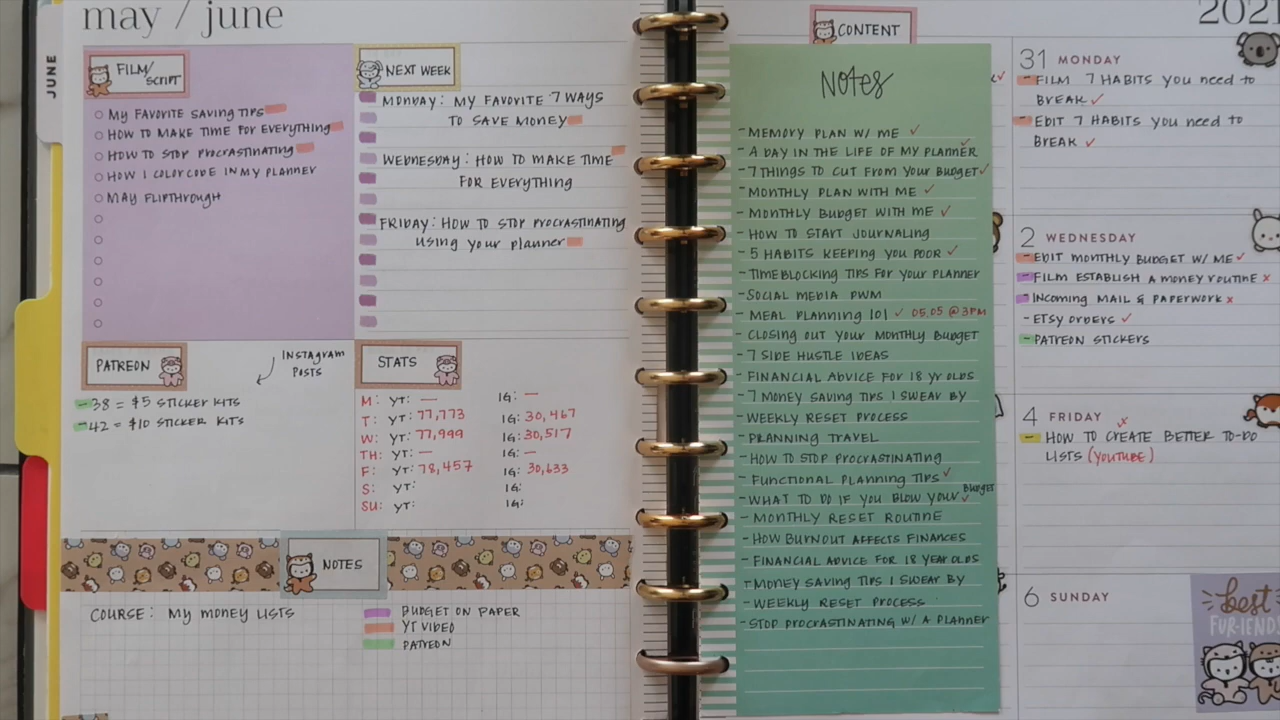 may / june
JUNE
FILM/
SCRIPT
MY FAVORITE SAVING TIPS
HOW TO MAKE TIME FOR EVERYTHING
HOW TO STOP PROCRASTINATING
HOW I COLOR CODE IN MY PLANNER
MAY FLIPTHROUGH
NEXT WEEK
MONDAY: MY FAVORITE 7 WAYS
TO SAVE MONEY
WEDNESDAY: HOW TO MAKE TIME
FOR EVERYTHING
FRIDAY: HOW TO STOP PROCRASTINATING
USING YOUR PLANNER
PATREON
INSTAGRAM
POSTS
-38 = $5 STICKER KITS
-42 = $10 STICKER KITS
STATS
M: YT: — IG: —
T: YT: 77,773 IG: 30,467
W: YT: 77,999 IG: 30,517
TH: YT: — IG: —
F: YT: 78,457 IG: 30,633
S: YT: IG:
SU: YT: IG:
NOTES
COURSE: MY MONEY LISTS
BUDGET ON PAPER
YT VIDEO
PATREON
CONTENT
Notes
-MEMORY PLAN W/ ME ✓
-A DAY IN THE LIFE OF MY PLANNER ✓
-7 THINGS TO CUT FROM YOUR BUDGET ✓
-MONTHLY PLAN WITH ME ✓
-MONTHLY BUDGET WITH ME ✓
-HOW TO START JOURNALING
-5 HABITS KEEPING YOU POOR ✓
-TIMEBLOCKING TIPS FOR YOUR PLANNER
-SOCIAL MEDIA PWM
-MEAL PLANNING 101 ✓ 05.05 @ 3PM
-CLOSING OUT YOUR MONTHLY BUDGET
-7 SIDE HUSTLE IDEAS
-FINANCIAL ADVICE FOR 18 YR OLDS
-7 MONEY SAVING TIPS I SWEAR BY
-WEEKLY RESET PROCESS
-PLANNING TRAVEL
-HOW TO STOP PROCRASTINATING
-FUNCTIONAL PLANNING TIPS ✓
-WHAT TO DO IF YOU BLOW YOUR BUDGET ✓
-MONTHLY RESET ROUTINE
-HOW BURNOUT AFFECTS FINANCES
-FINANCIAL ADVICE FOR 18 YEAR OLDS
-MONEY SAVING TIPS I SWEAR BY
-WEEKLY RESET PROCESS
-STOP PROCRASTINATING W/ A PLANNER
2021
31 MONDAY
-FILM 7 HABITS YOU NEED TO
BREAK ✓
-EDIT 7 HABITS YOU NEED TO
BREAK ✓
2 WEDNESDAY
-EDIT MONTHLY BUDGET W/ ME ✓
-FILM ESTABLISH A MONEY ROUTINE x
-INCOMING MAIL & PAPERWORK x
-ETSY ORDERS ✓
-PATREON STICKERS
4 FRIDAY
-HOW TO CREATE BETTER TO-DO
LISTS (YOUTUBE)
6 SUNDAY
best
FUR-IENDS